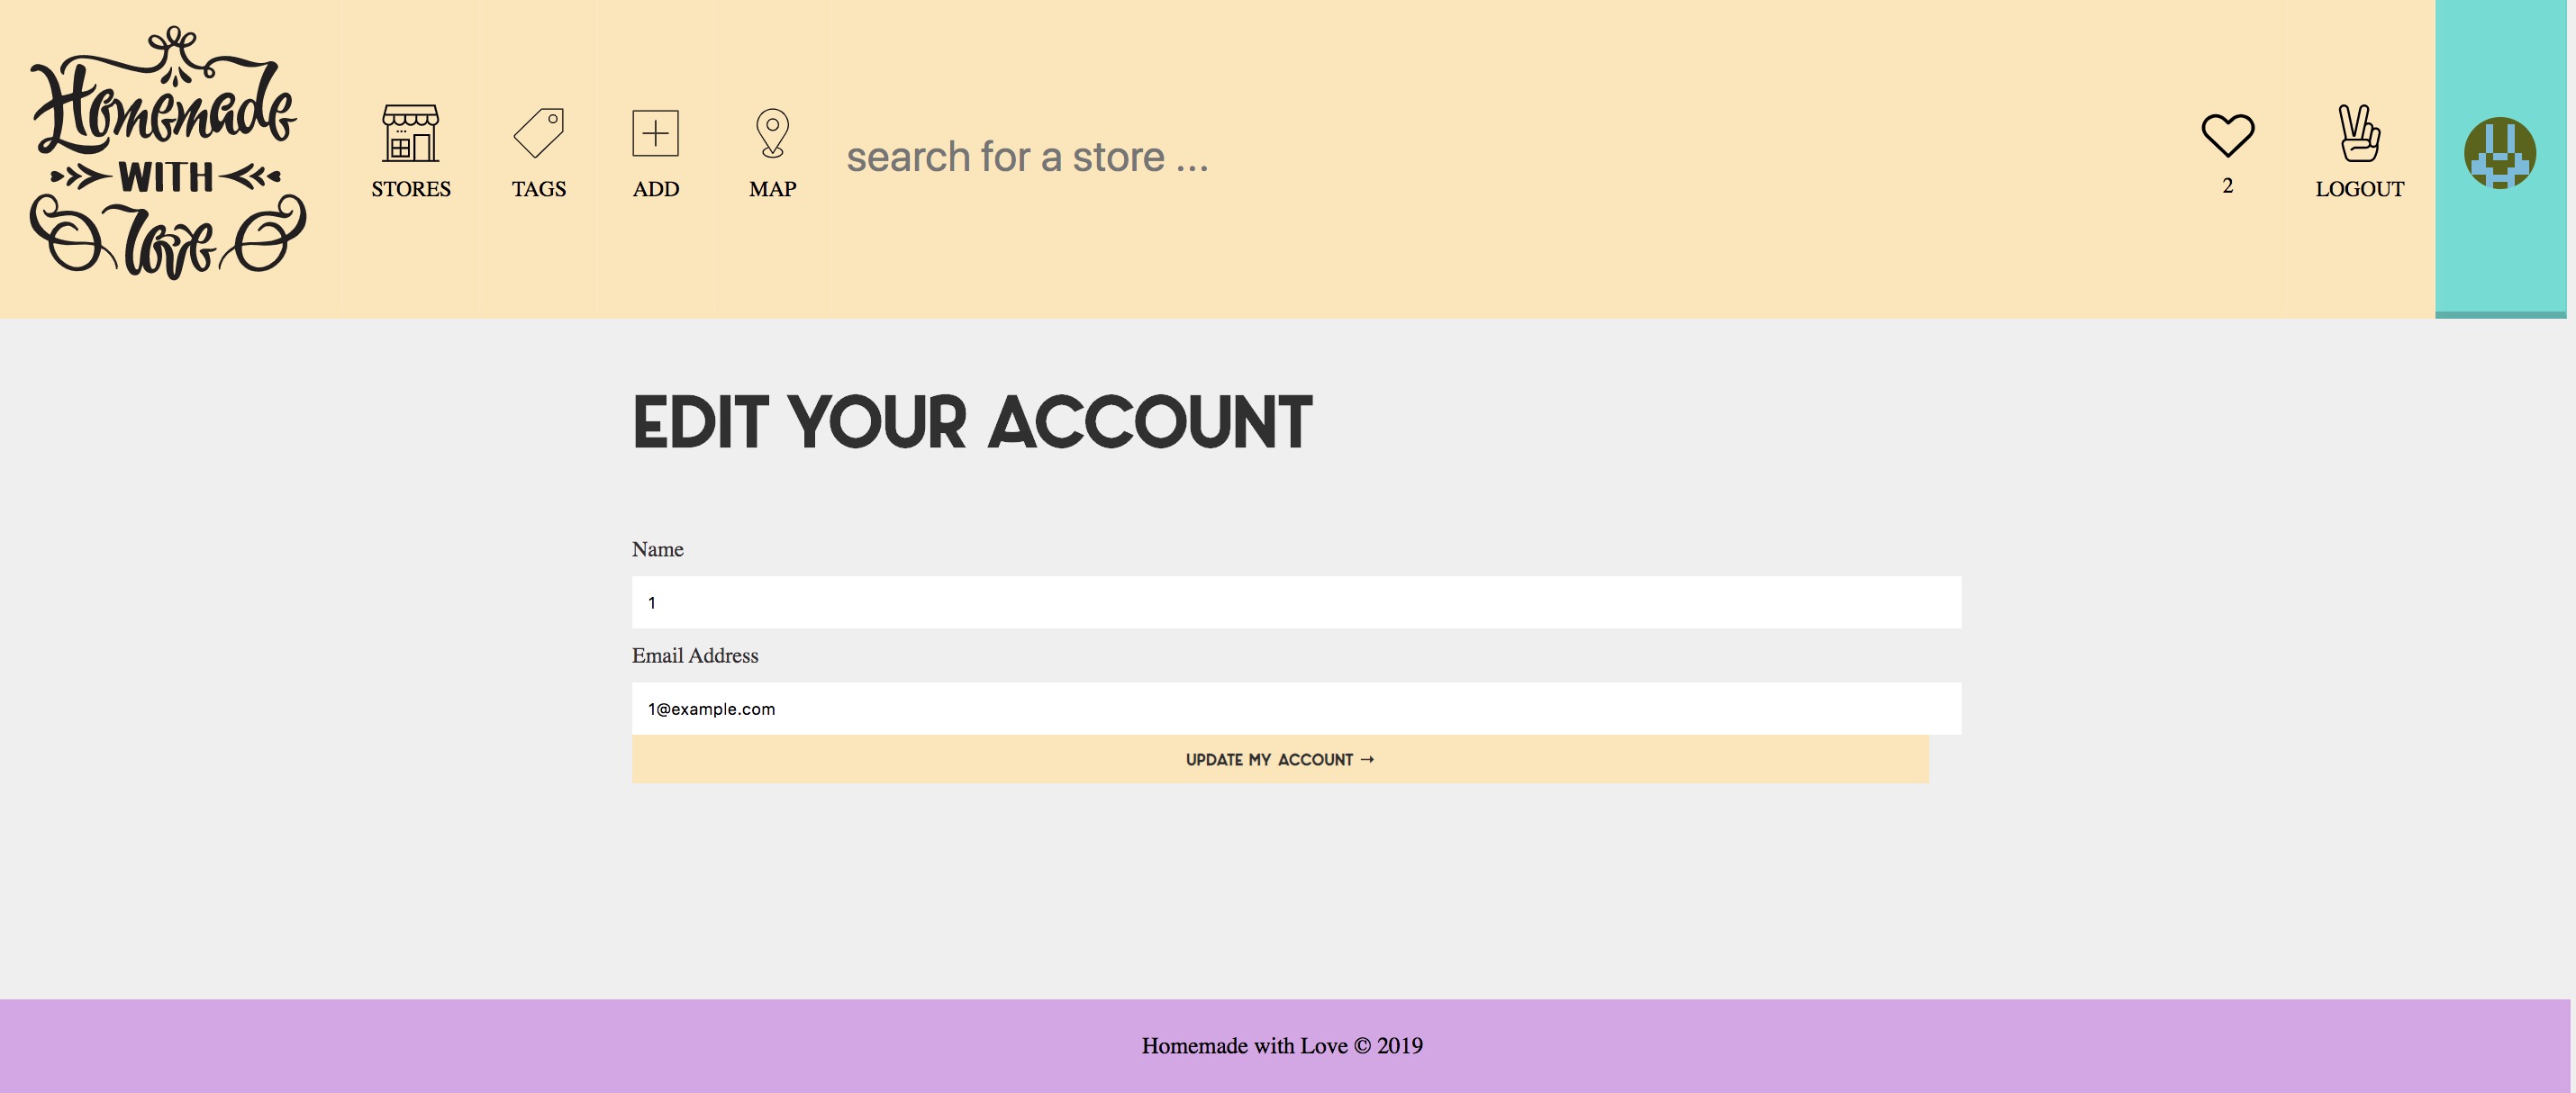 Homemade
WITH
Love
STORES
TAGS
ADD
MAP
search for a store ...
2
LOGOUT
EDIT YOUR ACCOUNT
Name
1
Email Address
1@example.com
UPDATE MY ACCOUNT →
Homemade with Love © 2019